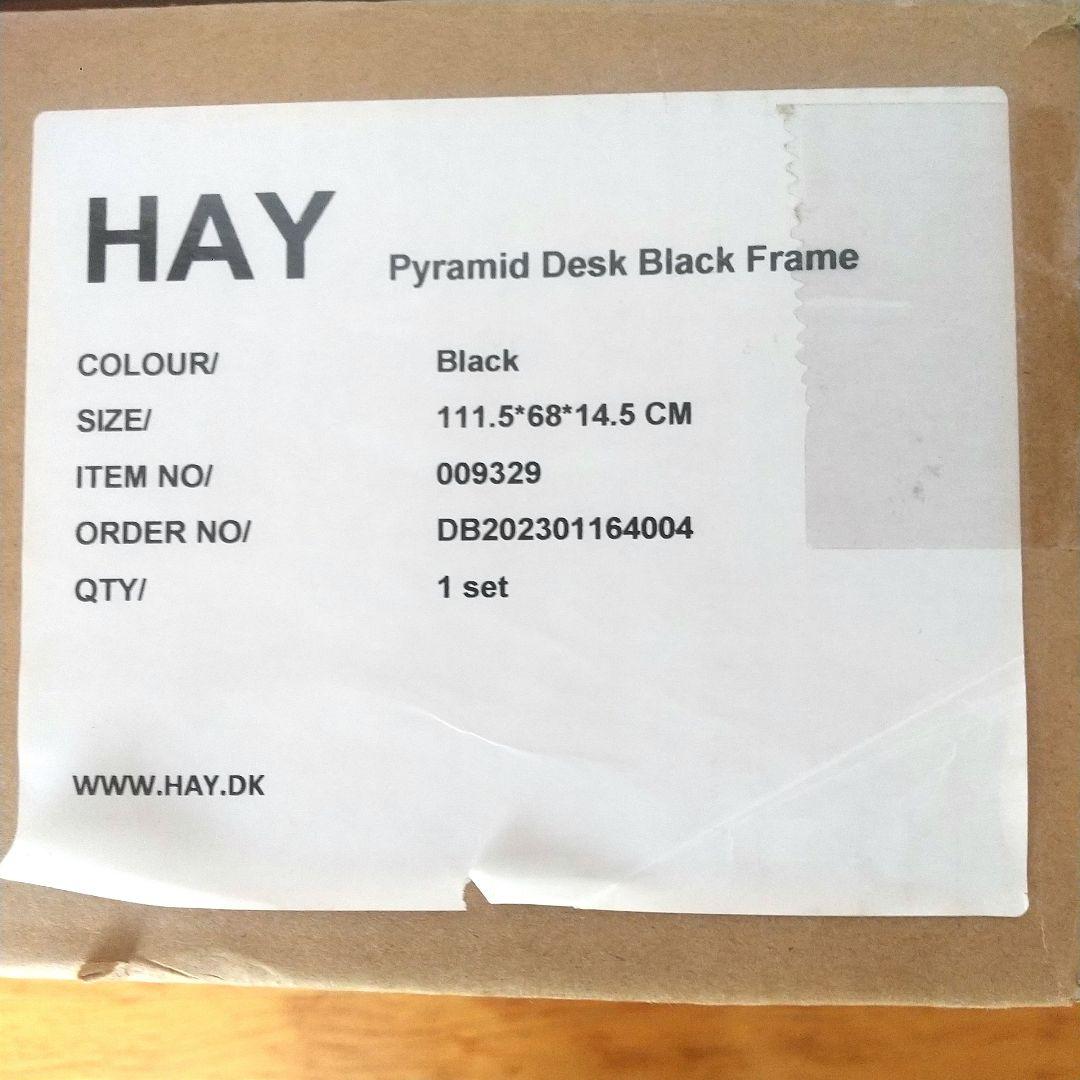 HAY Pyramid Desk Black Frame
COLOUR/ Black
SIZE/ 111.5*68*14.5 CM
ITEM NO/ 009329
ORDER NO/ DB202301164004
QTY/ 1 set
WWW.HAY.DK